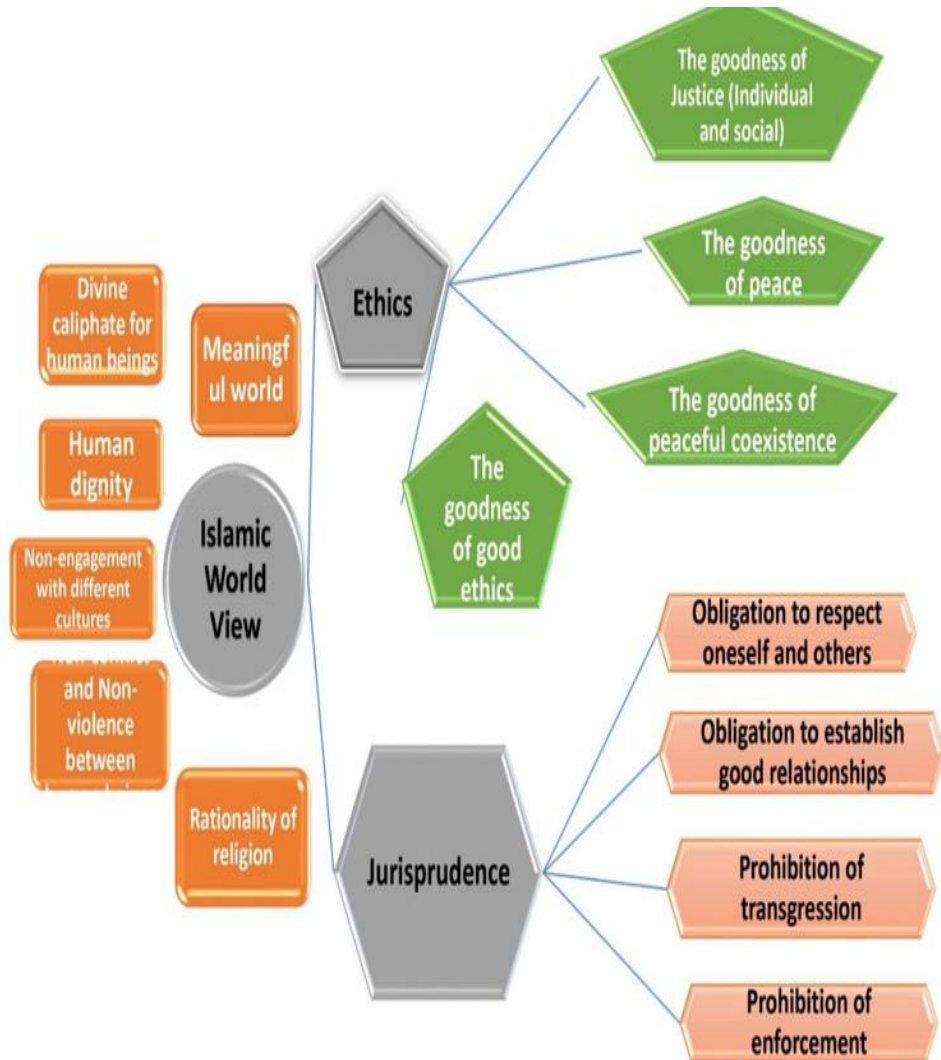 The goodness of
Justice (Individual
and social)
Ethics
The goodness
of peace
The goodness of
peaceful coexistence
The
goodness
of good
ethics
Divine
caliphate for
human beings
Meaningf
ul world
Human
dignity
Islamic
World
View
Non-engagement
with different
cultures
and Non-
violence
between
Rationality of
religion
Jurisprudence
Obligation to respect
oneself and others
Obligation to establish
good relationships
Prohibition of
transgression
Prohibition of
enforcement